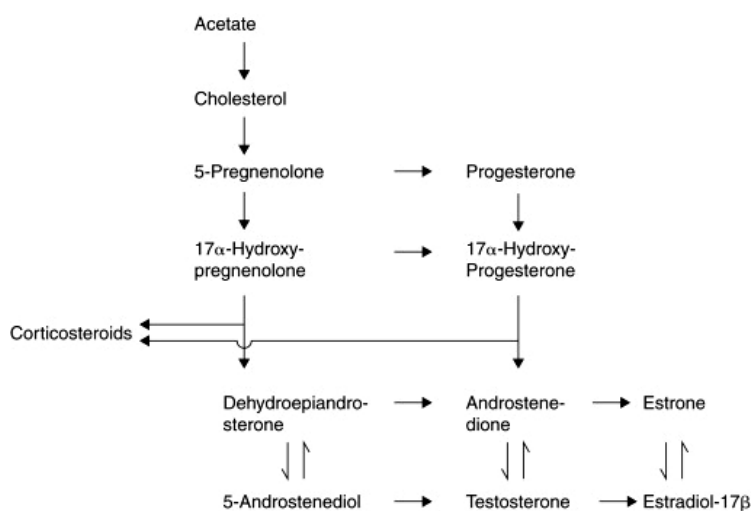 Acetate
Cholesterol
5-Pregnenolone
Progesterone
17α-Hydroxy-
pregnenolone
17α-Hydroxy-
Progesterone
Corticosteroids
Dehydroepiandro-
sterone
Androstene-
dione
Estrone
5-Androstenediol
Testosterone
Estradiol-17β